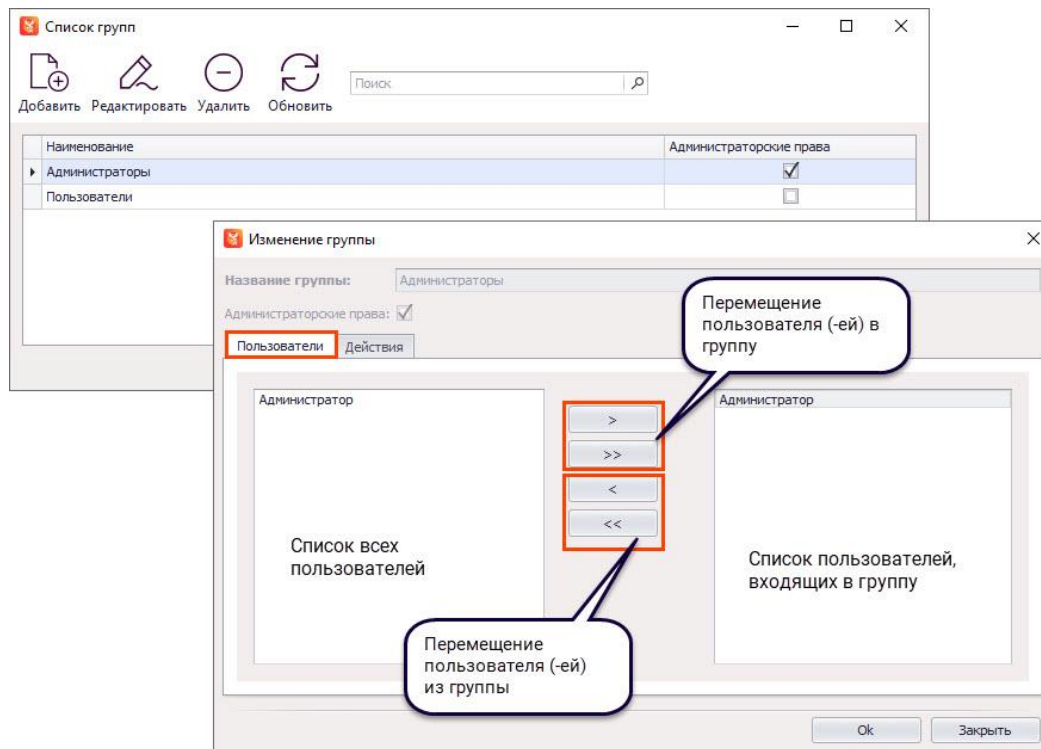 Список групп
Добавить Редактировать Удалить Обновить
Поиск
Наименование Администраторские права
Администраторы
Пользователи
Изменение группы
Название группы: Администраторы
Администраторские права:
Пользователи Действия
Перемещение
пользователя (-ей) в
группу
Администратор
Администратор
>
>>
<
<<
Список всех
пользователей
Список пользователей,
входящих в группу
Перемещение
пользователя (-ей)
из группы
Ok Закрыть